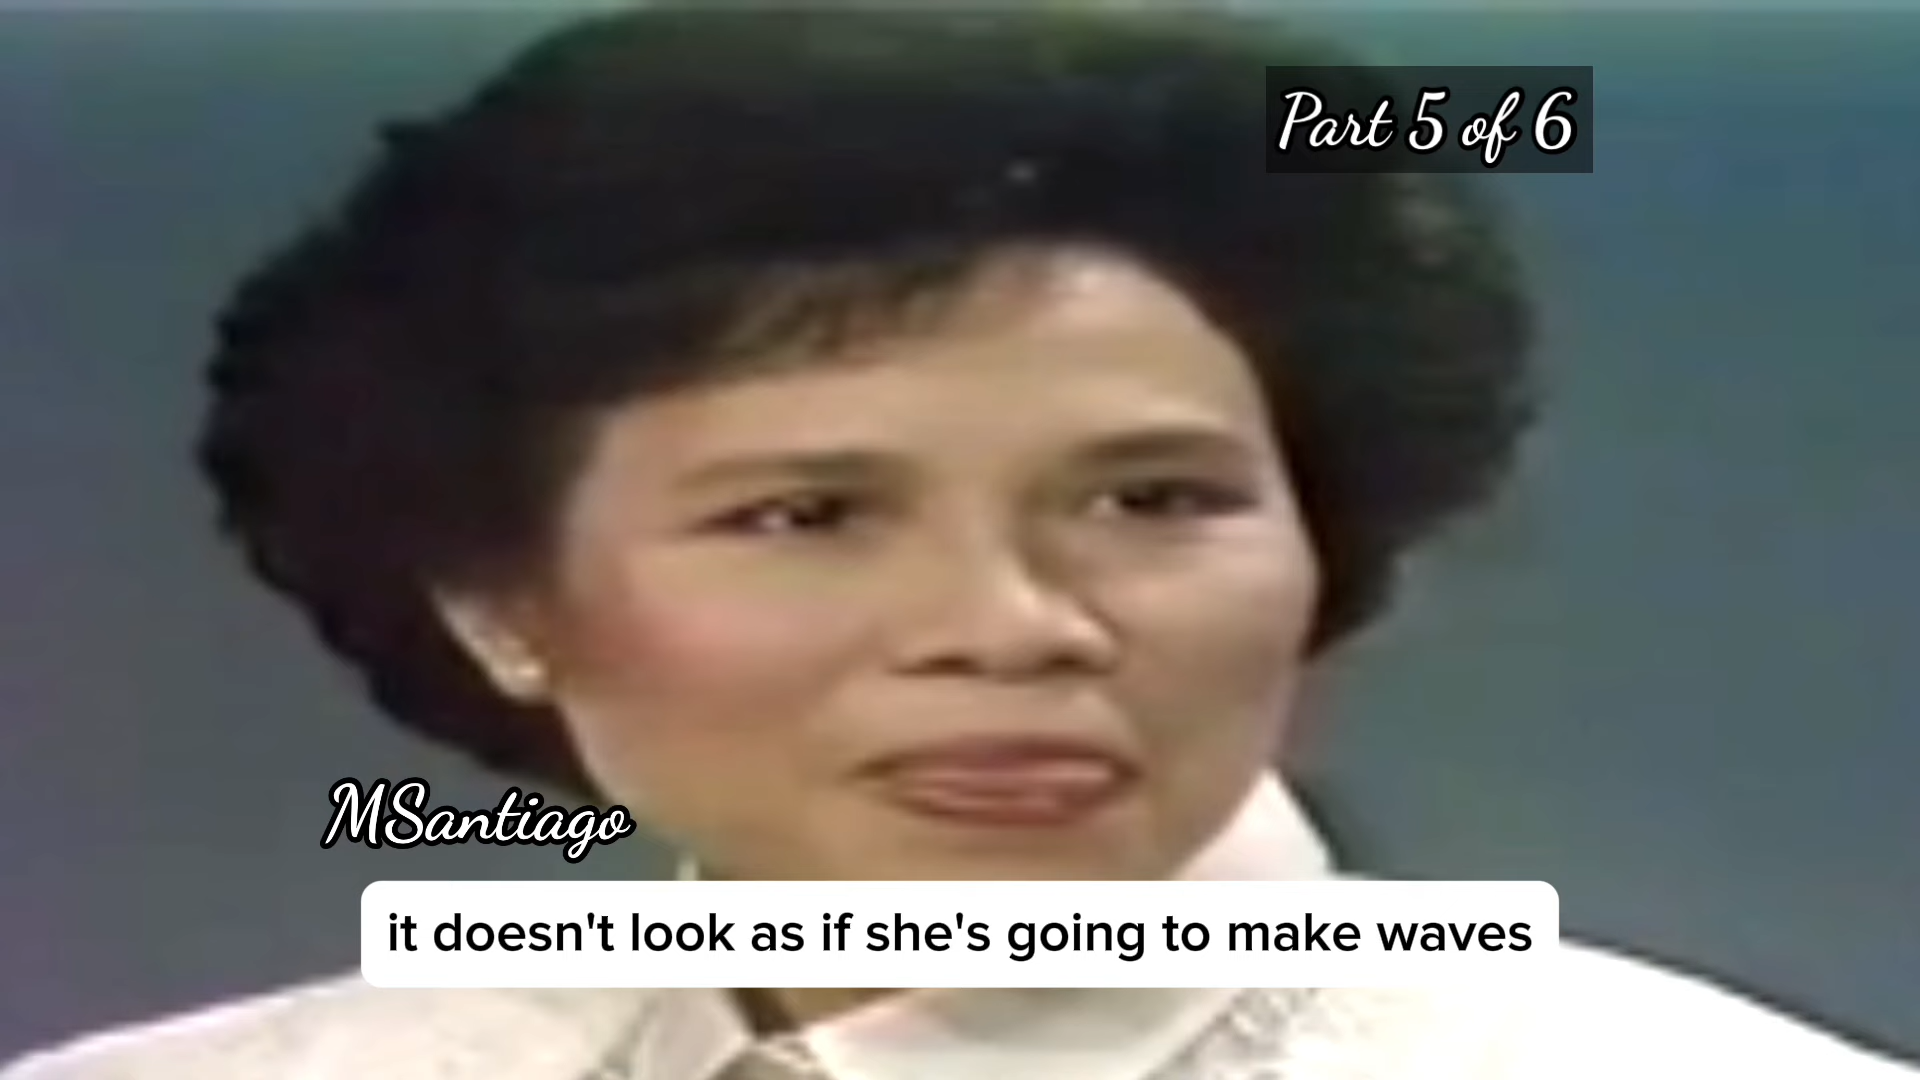 Part 5 of 6
MSantiago
it doesn't look as if she's going to make waves